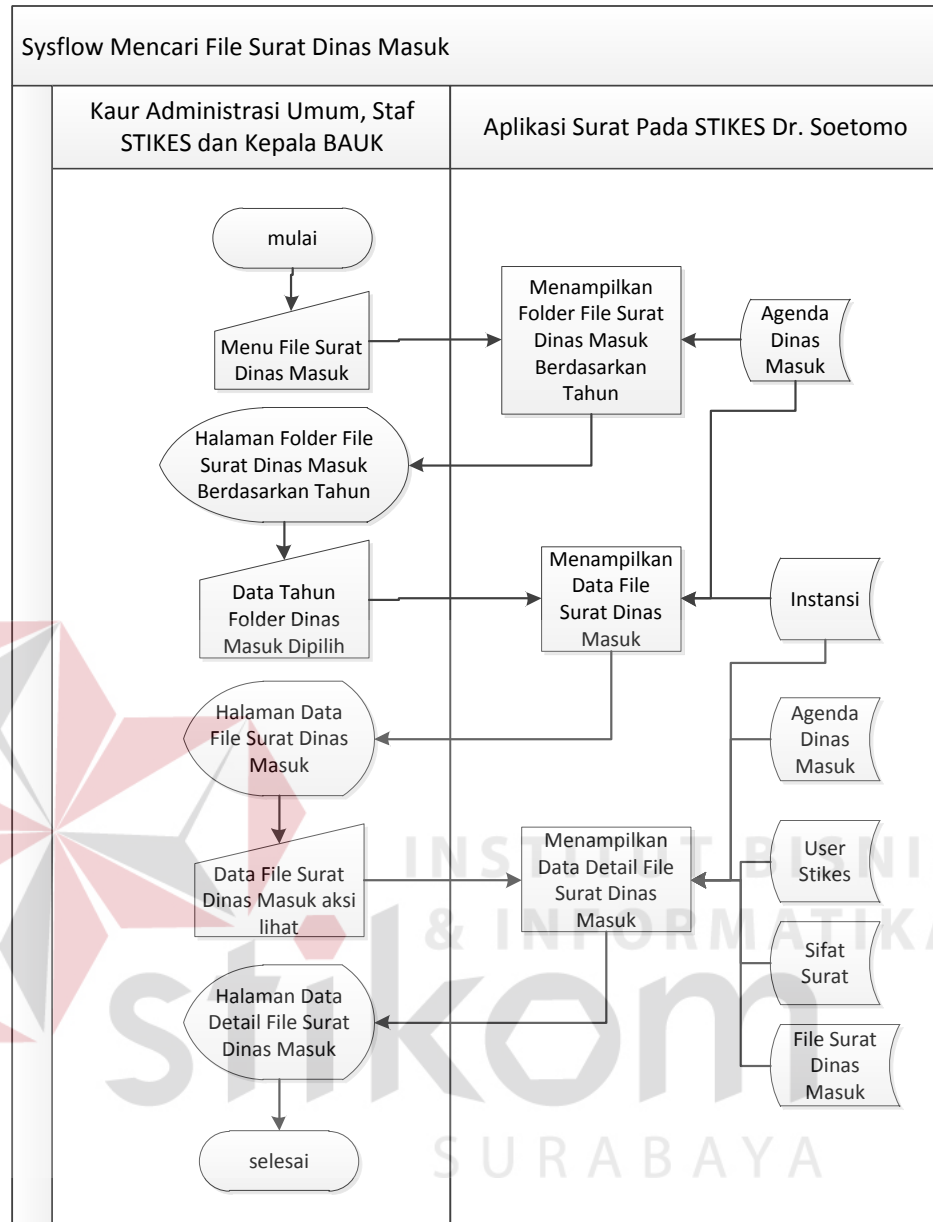 Sysflow Mencari File Surat Dinas Masuk
Kaur Administrasi Umum, Staf
STIKES dan Kepala BAUK
Aplikasi Surat Pada STIKES Dr. Soetomo
mulai
Menu File Surat
Dinas Masuk
Menampilkan
Folder File Surat
Dinas Masuk
Berdasarkan
Tahun
Agenda
Dinas
Masuk
Halaman Folder File
Surat Dinas Masuk
Berdasarkan Tahun
Data Tahun
Folder Dinas
Masuk Dipilih
Menampilkan
Data File
Surat Dinas
Masuk
Instansi
Halaman Data
File Surat Dinas
Masuk
Agenda
Dinas
Masuk
Data File Surat
Dinas Masuk aksi
lihat
Menampilkan
Data Detail File
Surat Dinas
Masuk
User
Stikes
Sifat
Surat
File Surat
Dinas
Masuk
Halaman Data
Detail File Surat
Dinas Masuk
selesai
INSTITUT BISNI
& INFORMATIKA
stikom
SURABAYA